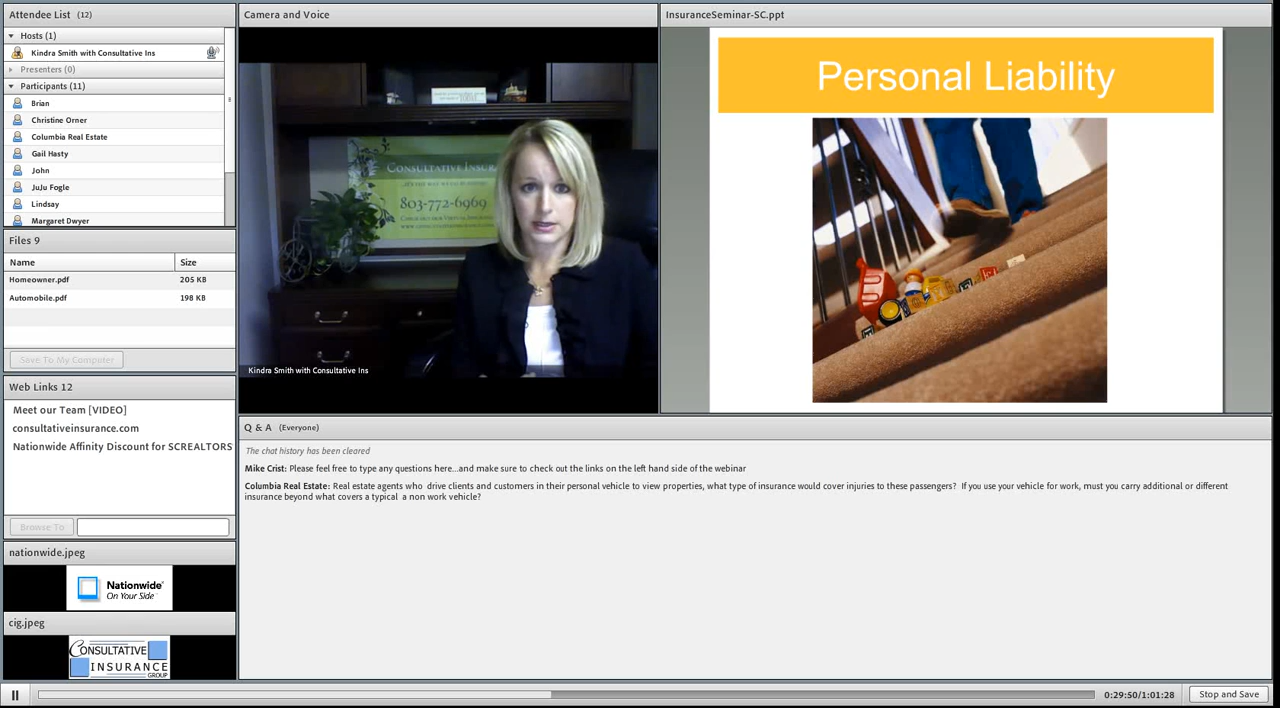 Attendee List (12)
Hosts (1)
Kindra Smith with Consultative Ins
Presenters (0)
Participants (11)
Brian
Christine Orner
Columbia Real Estate
Gail Hasty
John
JuJu Fogle
Lindsay
Margaret Dwyer
Files 9
Name Size
Homeowner.pdf 205 KB
Automobile.pdf 198 KB
Save To My Computer
Web Links 12
Meet our Team [VIDEO]
consultativeinsurance.com
Nationwide Affinity Discount for SCREALTORS
Browse To
nationwide.jpeg
Nationwide®
On Your Side
cig.jpeg
CONSULTATIVE
INSURANCE
GROUP
Camera and Voice
CONSULTATIVE INSURA
803-772-6969
Kindra Smith with Consultative Ins
InsuranceSeminar-SC.ppt
Personal Liability
Q & A (Everyone)
The chat history has been cleared
Mike Crist: Please feel free to type any questions here...and make sure to check out the links on the left hand side of the webinar
Columbia Real Estate: Real estate agents who drive clients and customers in their personal vehicle to view properties, what type of insurance would cover injuries to these passengers? If you use your vehicle for work, must you carry additional or different
insurance beyond what covers a typical a non work vehicle?
0:29:50/1:01:28
Stop and Save